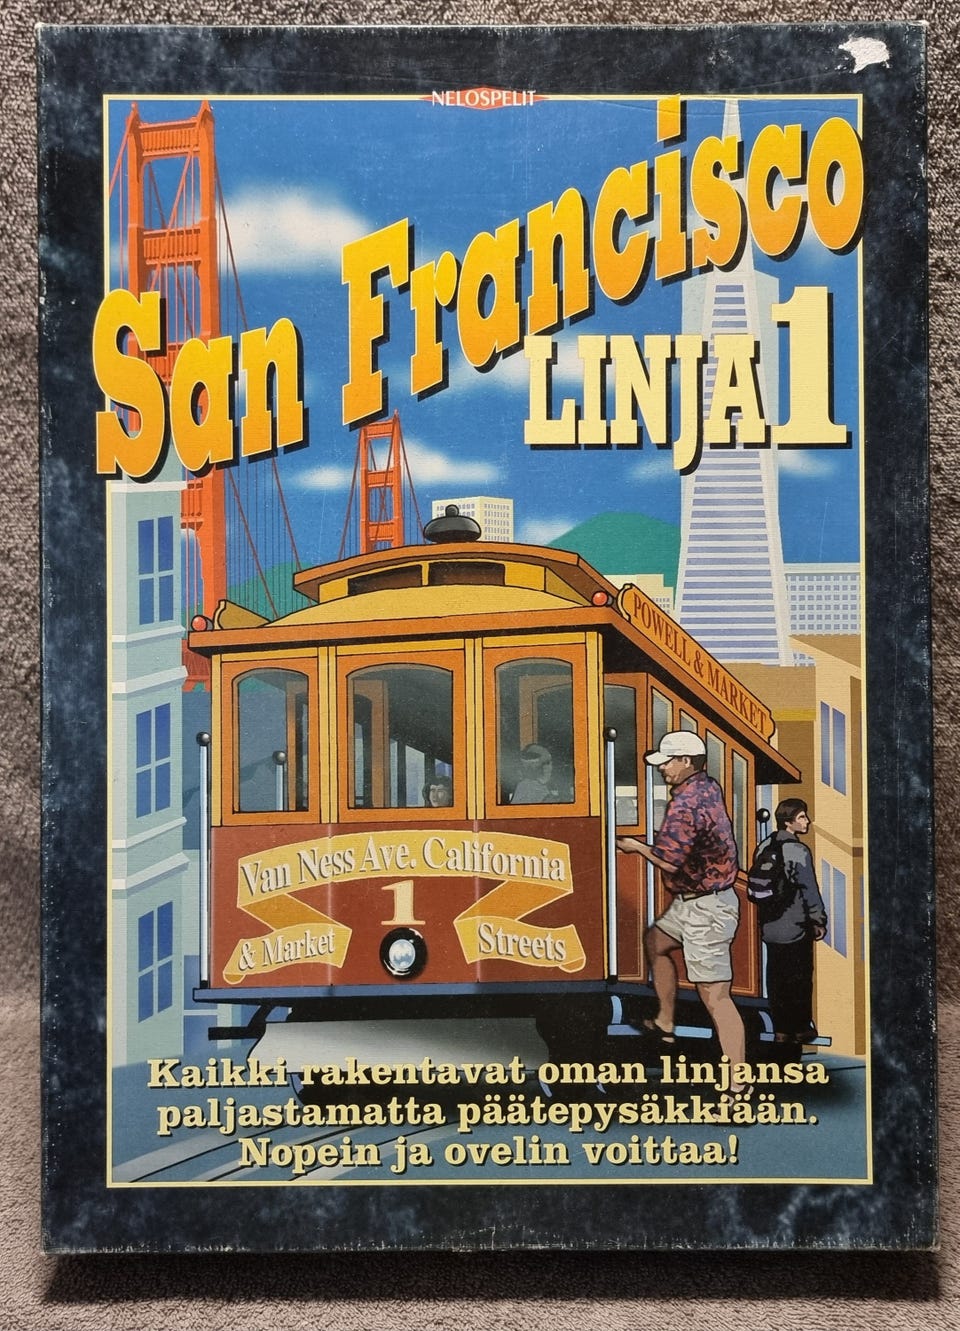 NELOSPELIT
San Francisco
LINJA 1
POWELL & MARKET
Van Ness Ave. California
1
& Market Streets
Kaikki rakentavat oman linjansa
paljastamatta päätepysäkkiään.
Nopein ja ovelin voittaa!